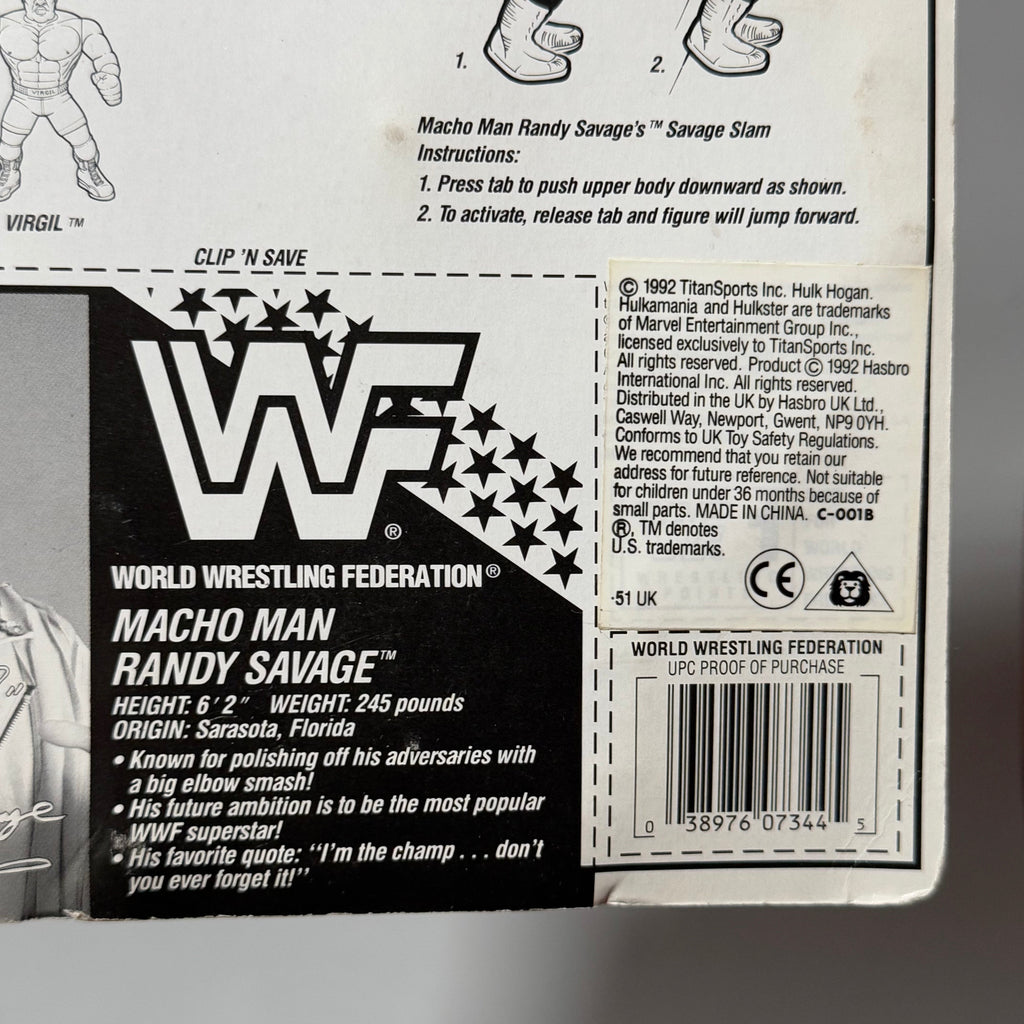 1.
2.
Macho Man Randy Savage's™ Savage Slam
Instructions:
1. Press tab to push upper body downward as shown.
2. To activate, release tab and figure will jump forward.
VIRGIL
VIRGIL ™
CLIP 'N SAVE
WF
®
WORLD WRESTLING FEDERATION®
MACHO MAN
RANDY SAVAGE™
HEIGHT: 6' 2" WEIGHT: 245 pounds
ORIGIN: Sarasota, Florida
• Known for polishing off his adversaries with
a big elbow smash!
• His future ambition is to be the most popular
WWF superstar!
• His favorite quote: "I'm the champ . . . don't
you ever forget it!"
© 1992 TitanSports Inc. Hulk Hogan.
Hulkamania and Hulkster are trademarks
of Marvel Entertainment Group Inc.,
licensed exclusively to TitanSports Inc.
All rights reserved. Product © 1992 Hasbro
International Inc. All rights reserved.
Distributed in the UK by Hasbro UK Ltd.,
Caswell Way, Newport, Gwent, NP9 0YH.
Conforms to UK Toy Safety Regulations.
We recommend that you retain our
address for future reference. Not suitable
for children under 36 months because of
small parts. MADE IN CHINA. C-001B
®, TM denotes
U.S. trademarks.
CE
·51 UK
WORLD WRESTLING FEDERATION
UPC PROOF OF PURCHASE
0 38976 07344 5